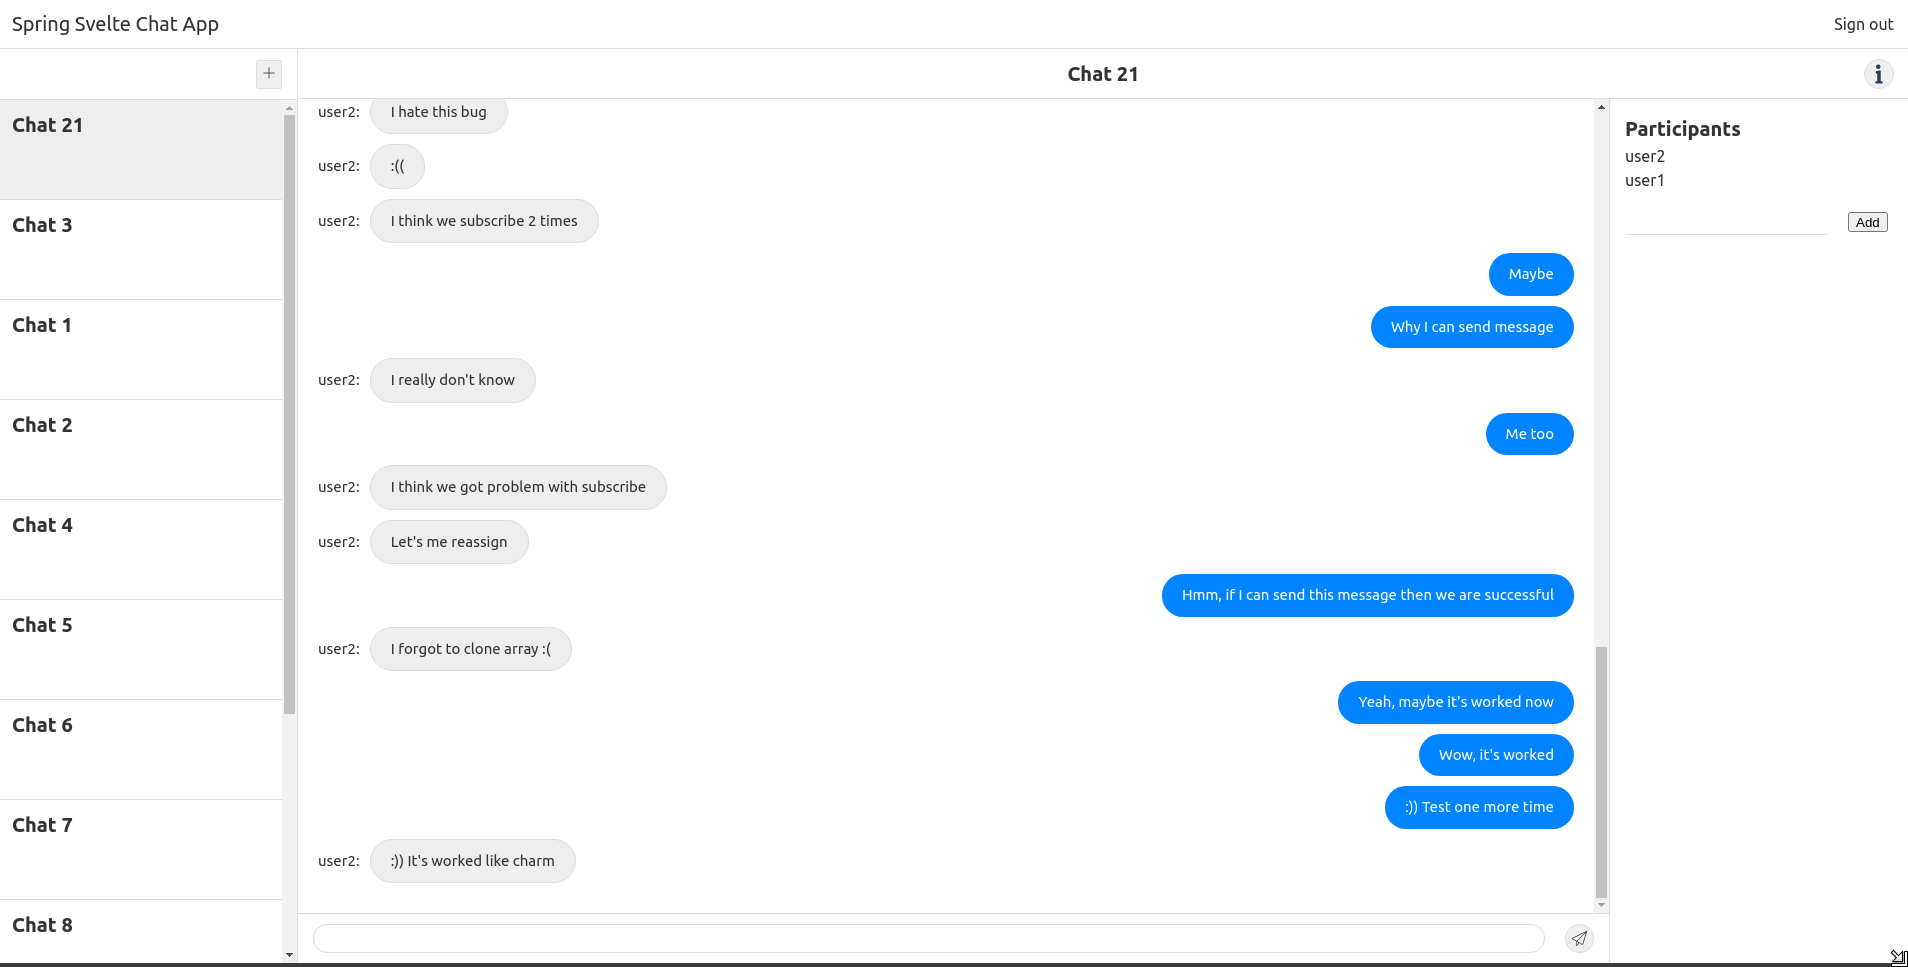 Spring Svelte Chat App
Sign out
+
Chat 21
i
Chat 21
Chat 3
Chat 1
Chat 2
Chat 4
Chat 5
Chat 6
Chat 7
Chat 8
user2: I hate this bug
user2: :((
user2: I think we subscribe 2 times
Maybe
Why I can send message
user2: I really don't know
Me too
user2: I think we got problem with subscribe
user2: Let's me reassign
Hmm, if I can send this message then we are successful
user2: I forgot to clone array :(
Yeah, maybe it's worked now
Wow, it's worked
:)) Test one more time
user2: :)) It's worked like charm
Participants
user2
user1
Add